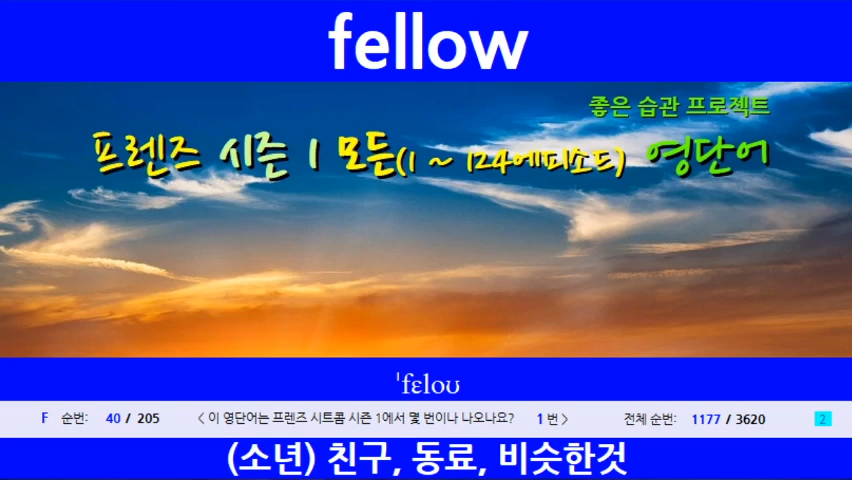 fellow
좋은 습관 프로젝트
프렌즈 시즌 1 모든(1 ~ 124에피소드) 영단어
ˈfɛloʊ
F 순번: 40 / 205 < 이 영단어는 프렌즈 시트콤 시즌 1에서 몇 번이나 나오나요? 1 번 > 전체 순번: 1177 / 3620 2
(소년) 친구, 동료, 비슷한것